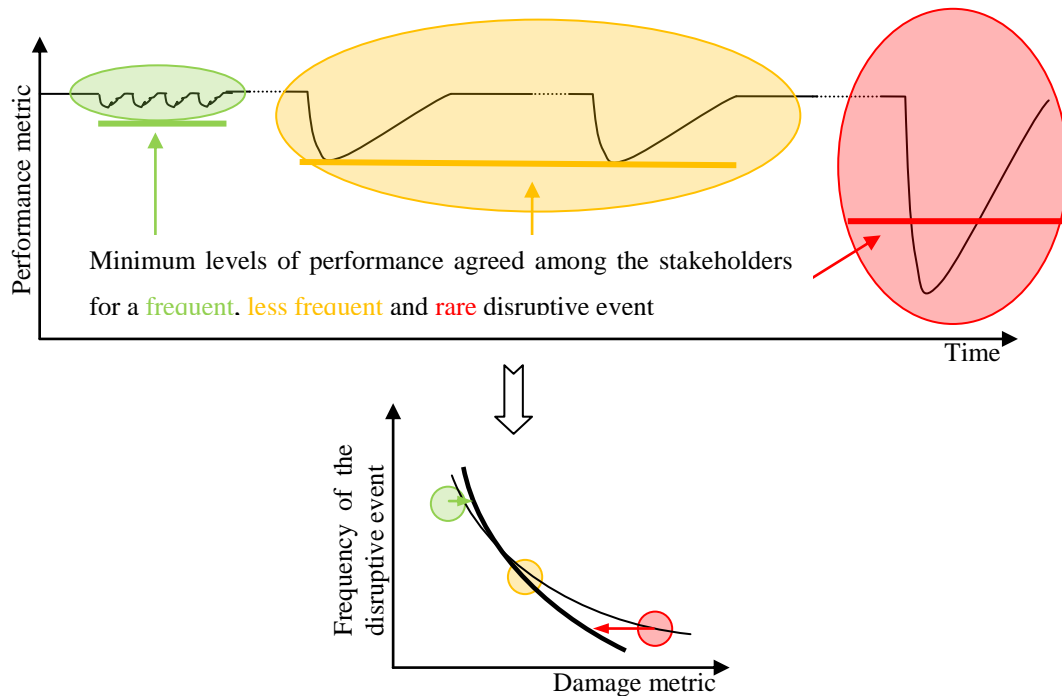 Performance metric
Minimum levels of performance agreed among the stakeholders
for a frequent, less frequent and rare disruptive event
Time
Frequency of the
disruptive event
Damage metric